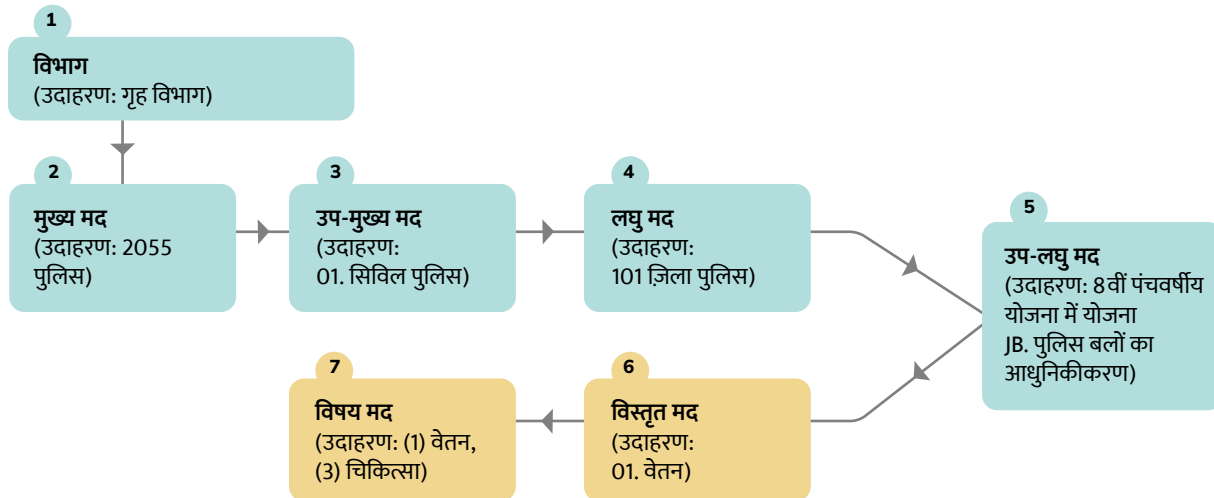 1
विभाग
(उदाहरण: गृह विभाग)
2
मुख्य मद
(उदाहरण: 2055
पुलिस)
3
उप-मुख्य मद
(उदाहरण:
01. सिविल पुलिस)
4
लघु मद
(उदाहरण:
101 ज़िला पुलिस)
5
उप-लघु मद
(उदाहरण: 8वीं पंचवर्षीय
योजना में योजना
JB. पुलिस बलों का
आधुनिकीकरण)
6
विस्तृत मद
(उदाहरण:
01. वेतन)
7
विषय मद
(उदाहरण: (1) वेतन,
(3) चिकित्सा)